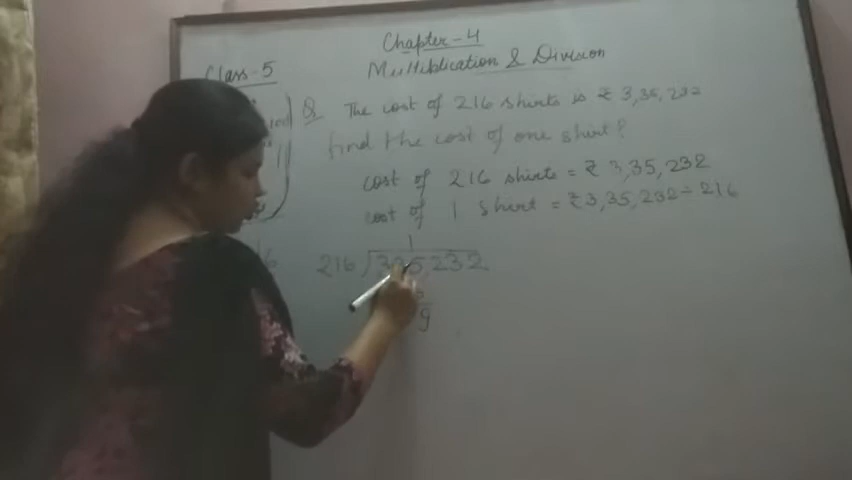 Chapter-4
Class-5
Multiplication & Division
Q The cost of 216 shirts is ₹ 3,35,232
find the cost of one shirt?
cost of 216 shirts = ₹ 3,35,232
cost of 1 shirt = ₹3,35,232÷216
1
216 ) 335232
9